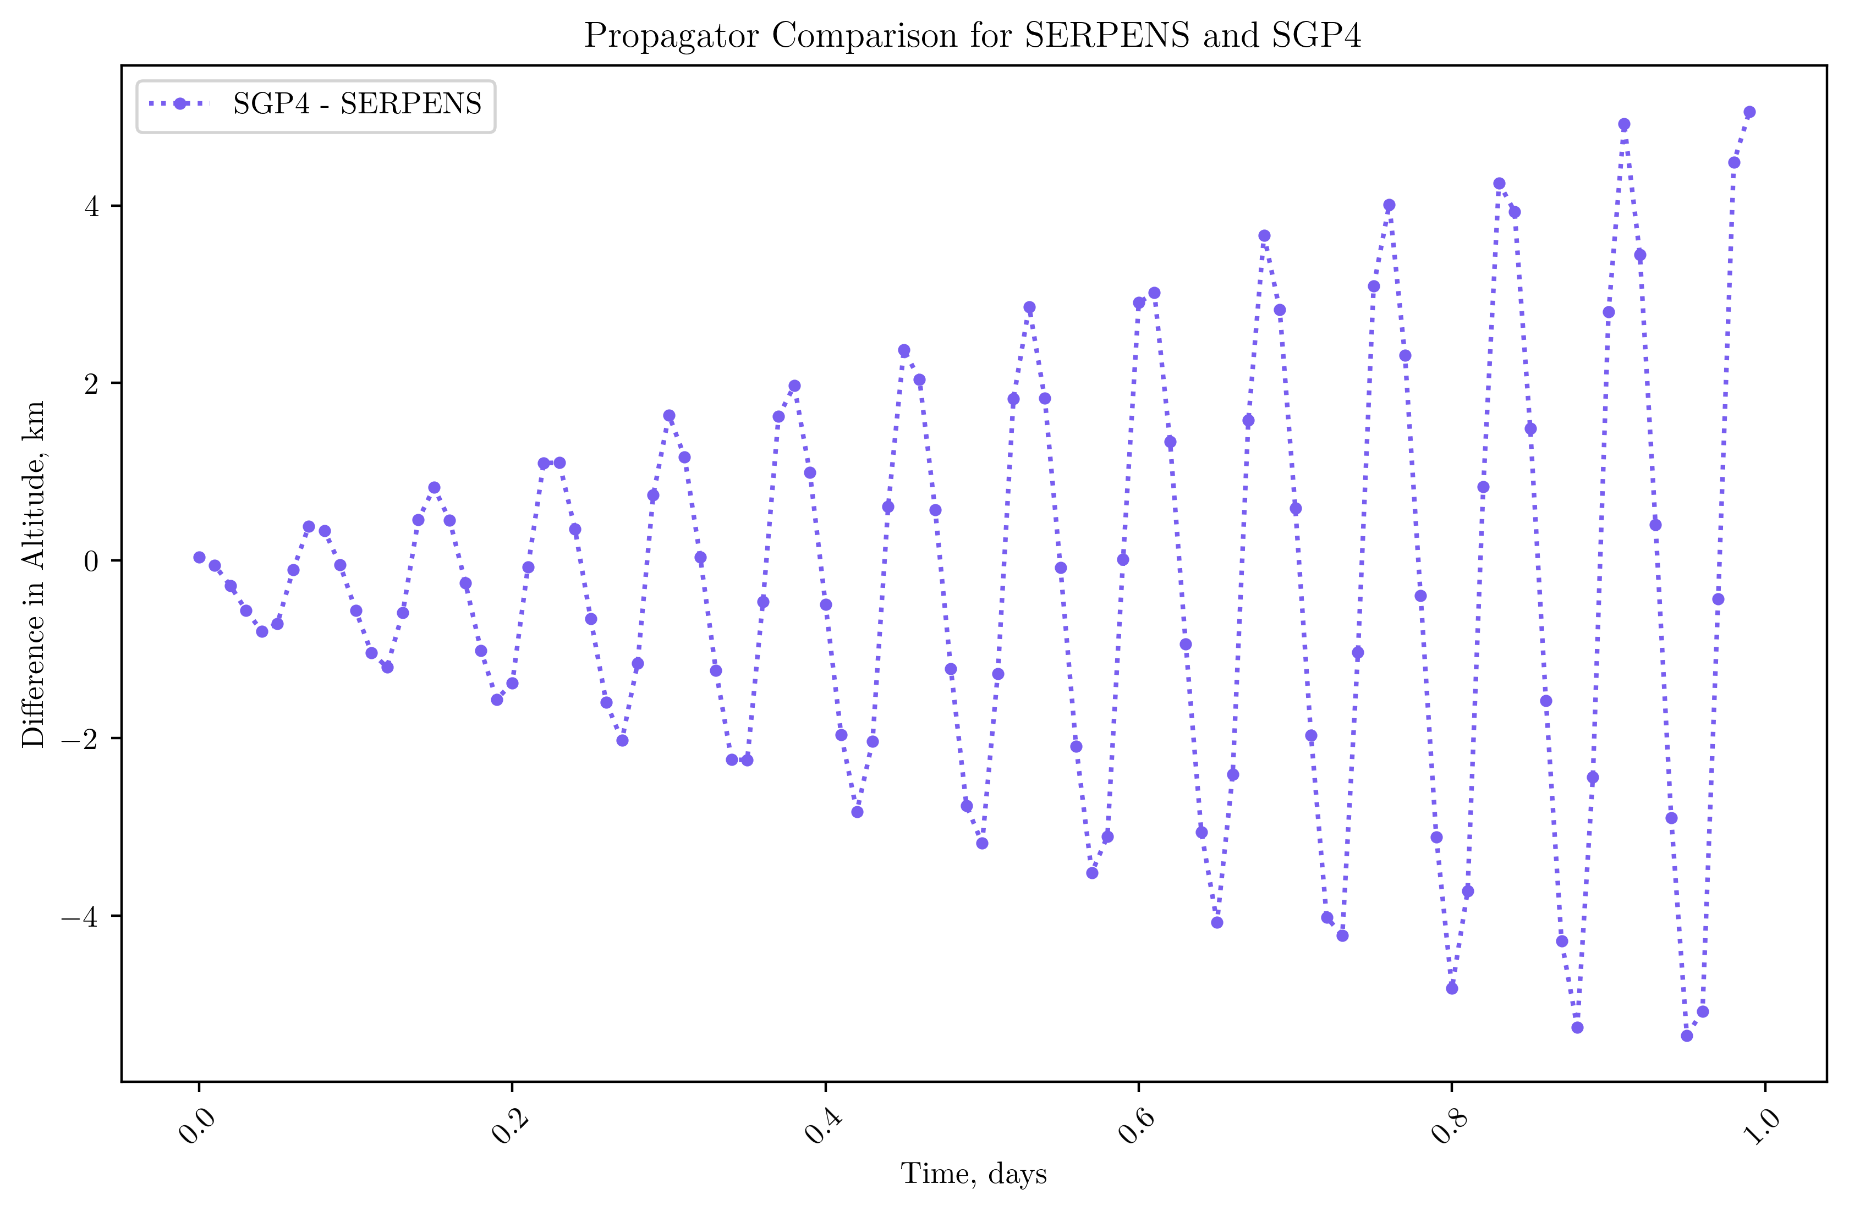 Propagator Comparison for SERPENS and SGP4
SGP4 - SERPENS
Difference in Altitude, km
4
2
0
−2
−4
0.0
0.2
0.4
0.6
0.8
1.0
Time, days